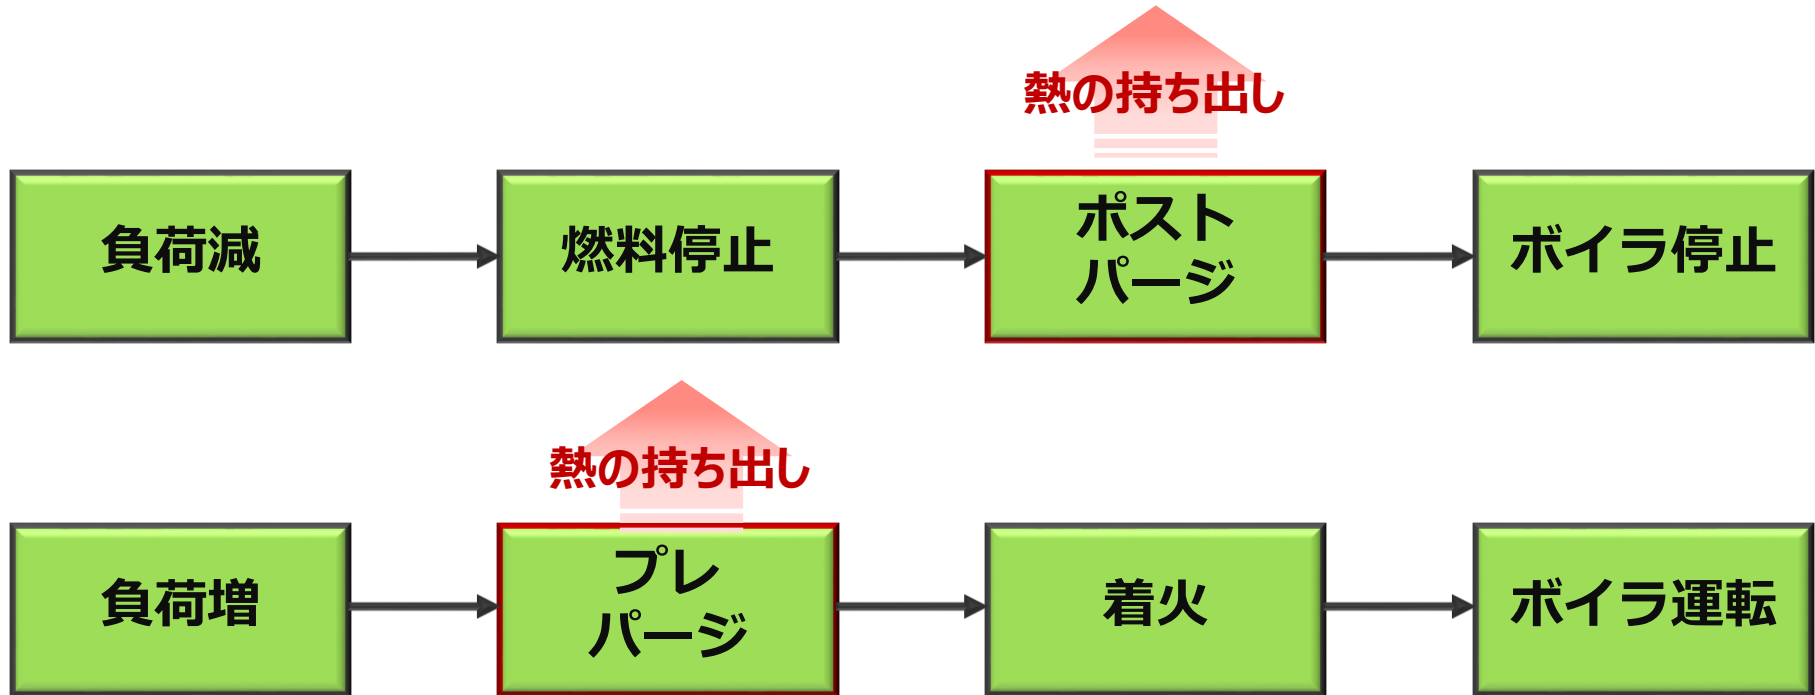 熱の持ち出し
負荷減
燃料停止
ポスト
パージ
ボイラ停止
熱の持ち出し
負荷増
プレ
パージ
着火
ボイラ運転